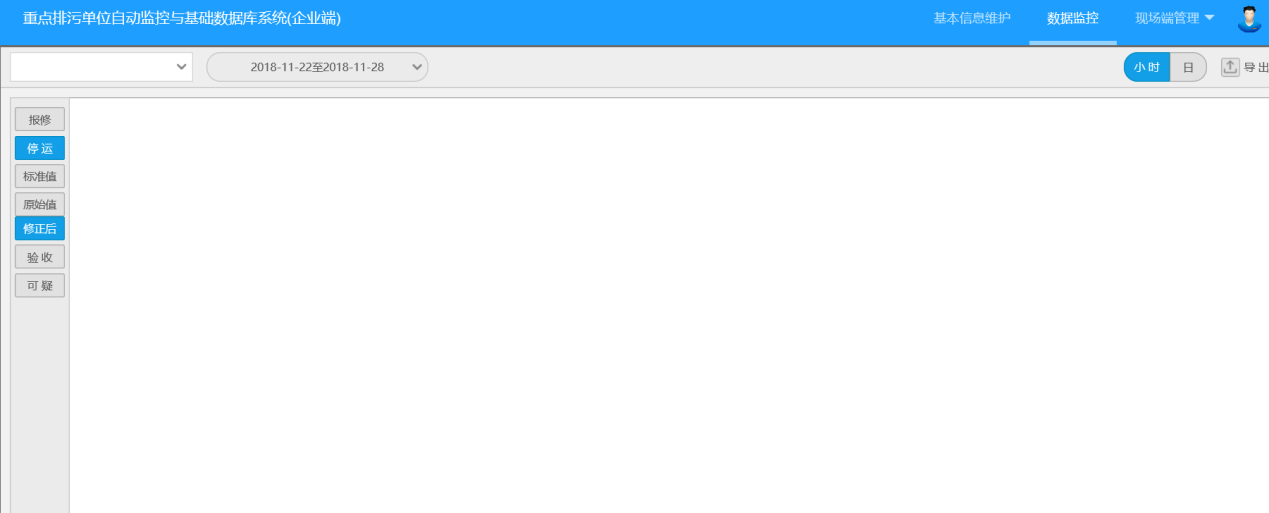 重点排污单位自动监控与基础数据库系统(企业端)
基本信息维护 数据监控 现场端管理
2018-11-22至2018-11-28 小时 日 导出
报修
停运
标准值
原始值
修正后
验收
可疑